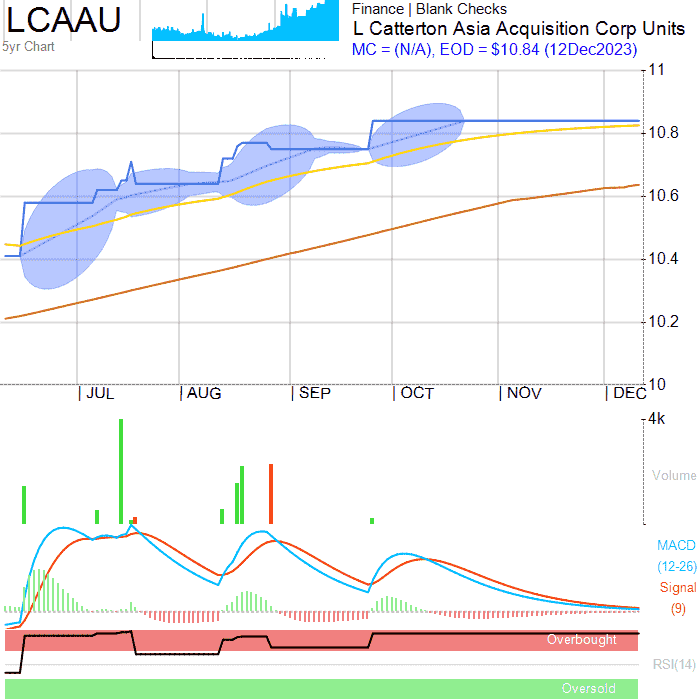 LCAAU
5yr Chart
Finance | Blank Checks
L Catterton Asia Acquisition Corp Units
MC = (N/A), EOD = $10.84 (12Dec2023)
11
10.8
10.6
10.4
10.2
10
| JUL | AUG | SEP | OCT | NOV | DEC
4k
Volume
MACD
(12-26)
Signal
(9)
Overbought
RSI(14)
Oversold